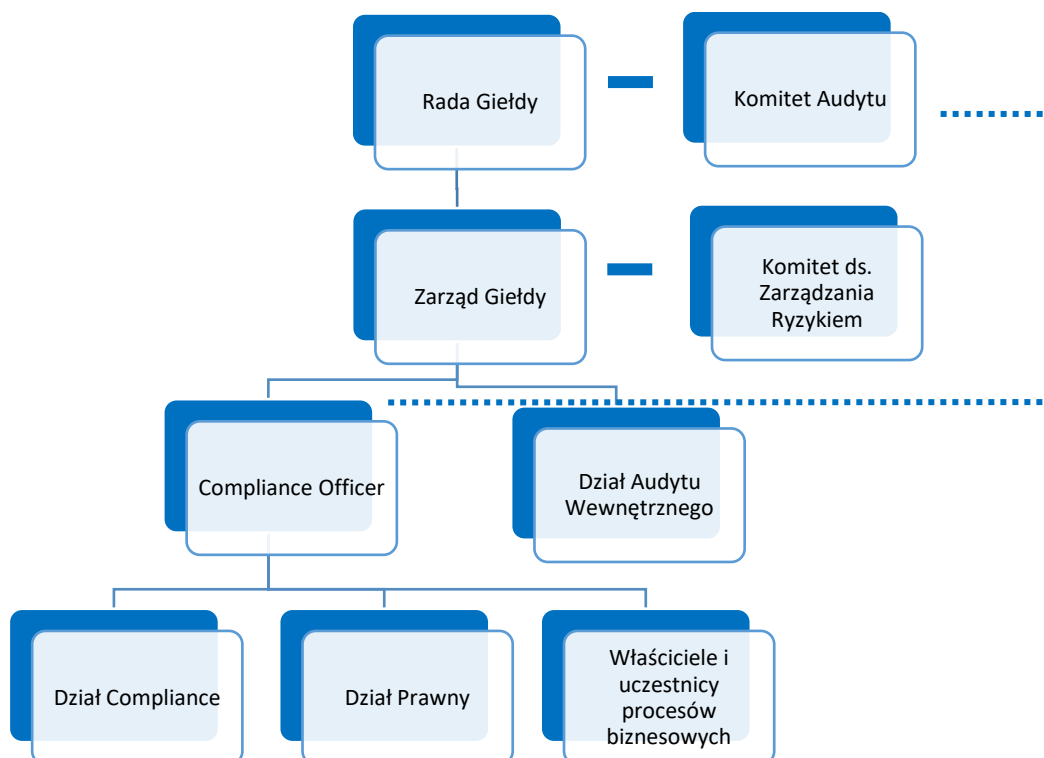 Rada Giełdy
Komitet Audytu
Zarząd Giełdy
Komitet ds.
Zarządzania
Ryzykiem
Compliance Officer
Dział Audytu
Wewnętrznego
Dział Compliance
Dział Prawny
Właściciele i
uczestnicy
procesów
biznesowych